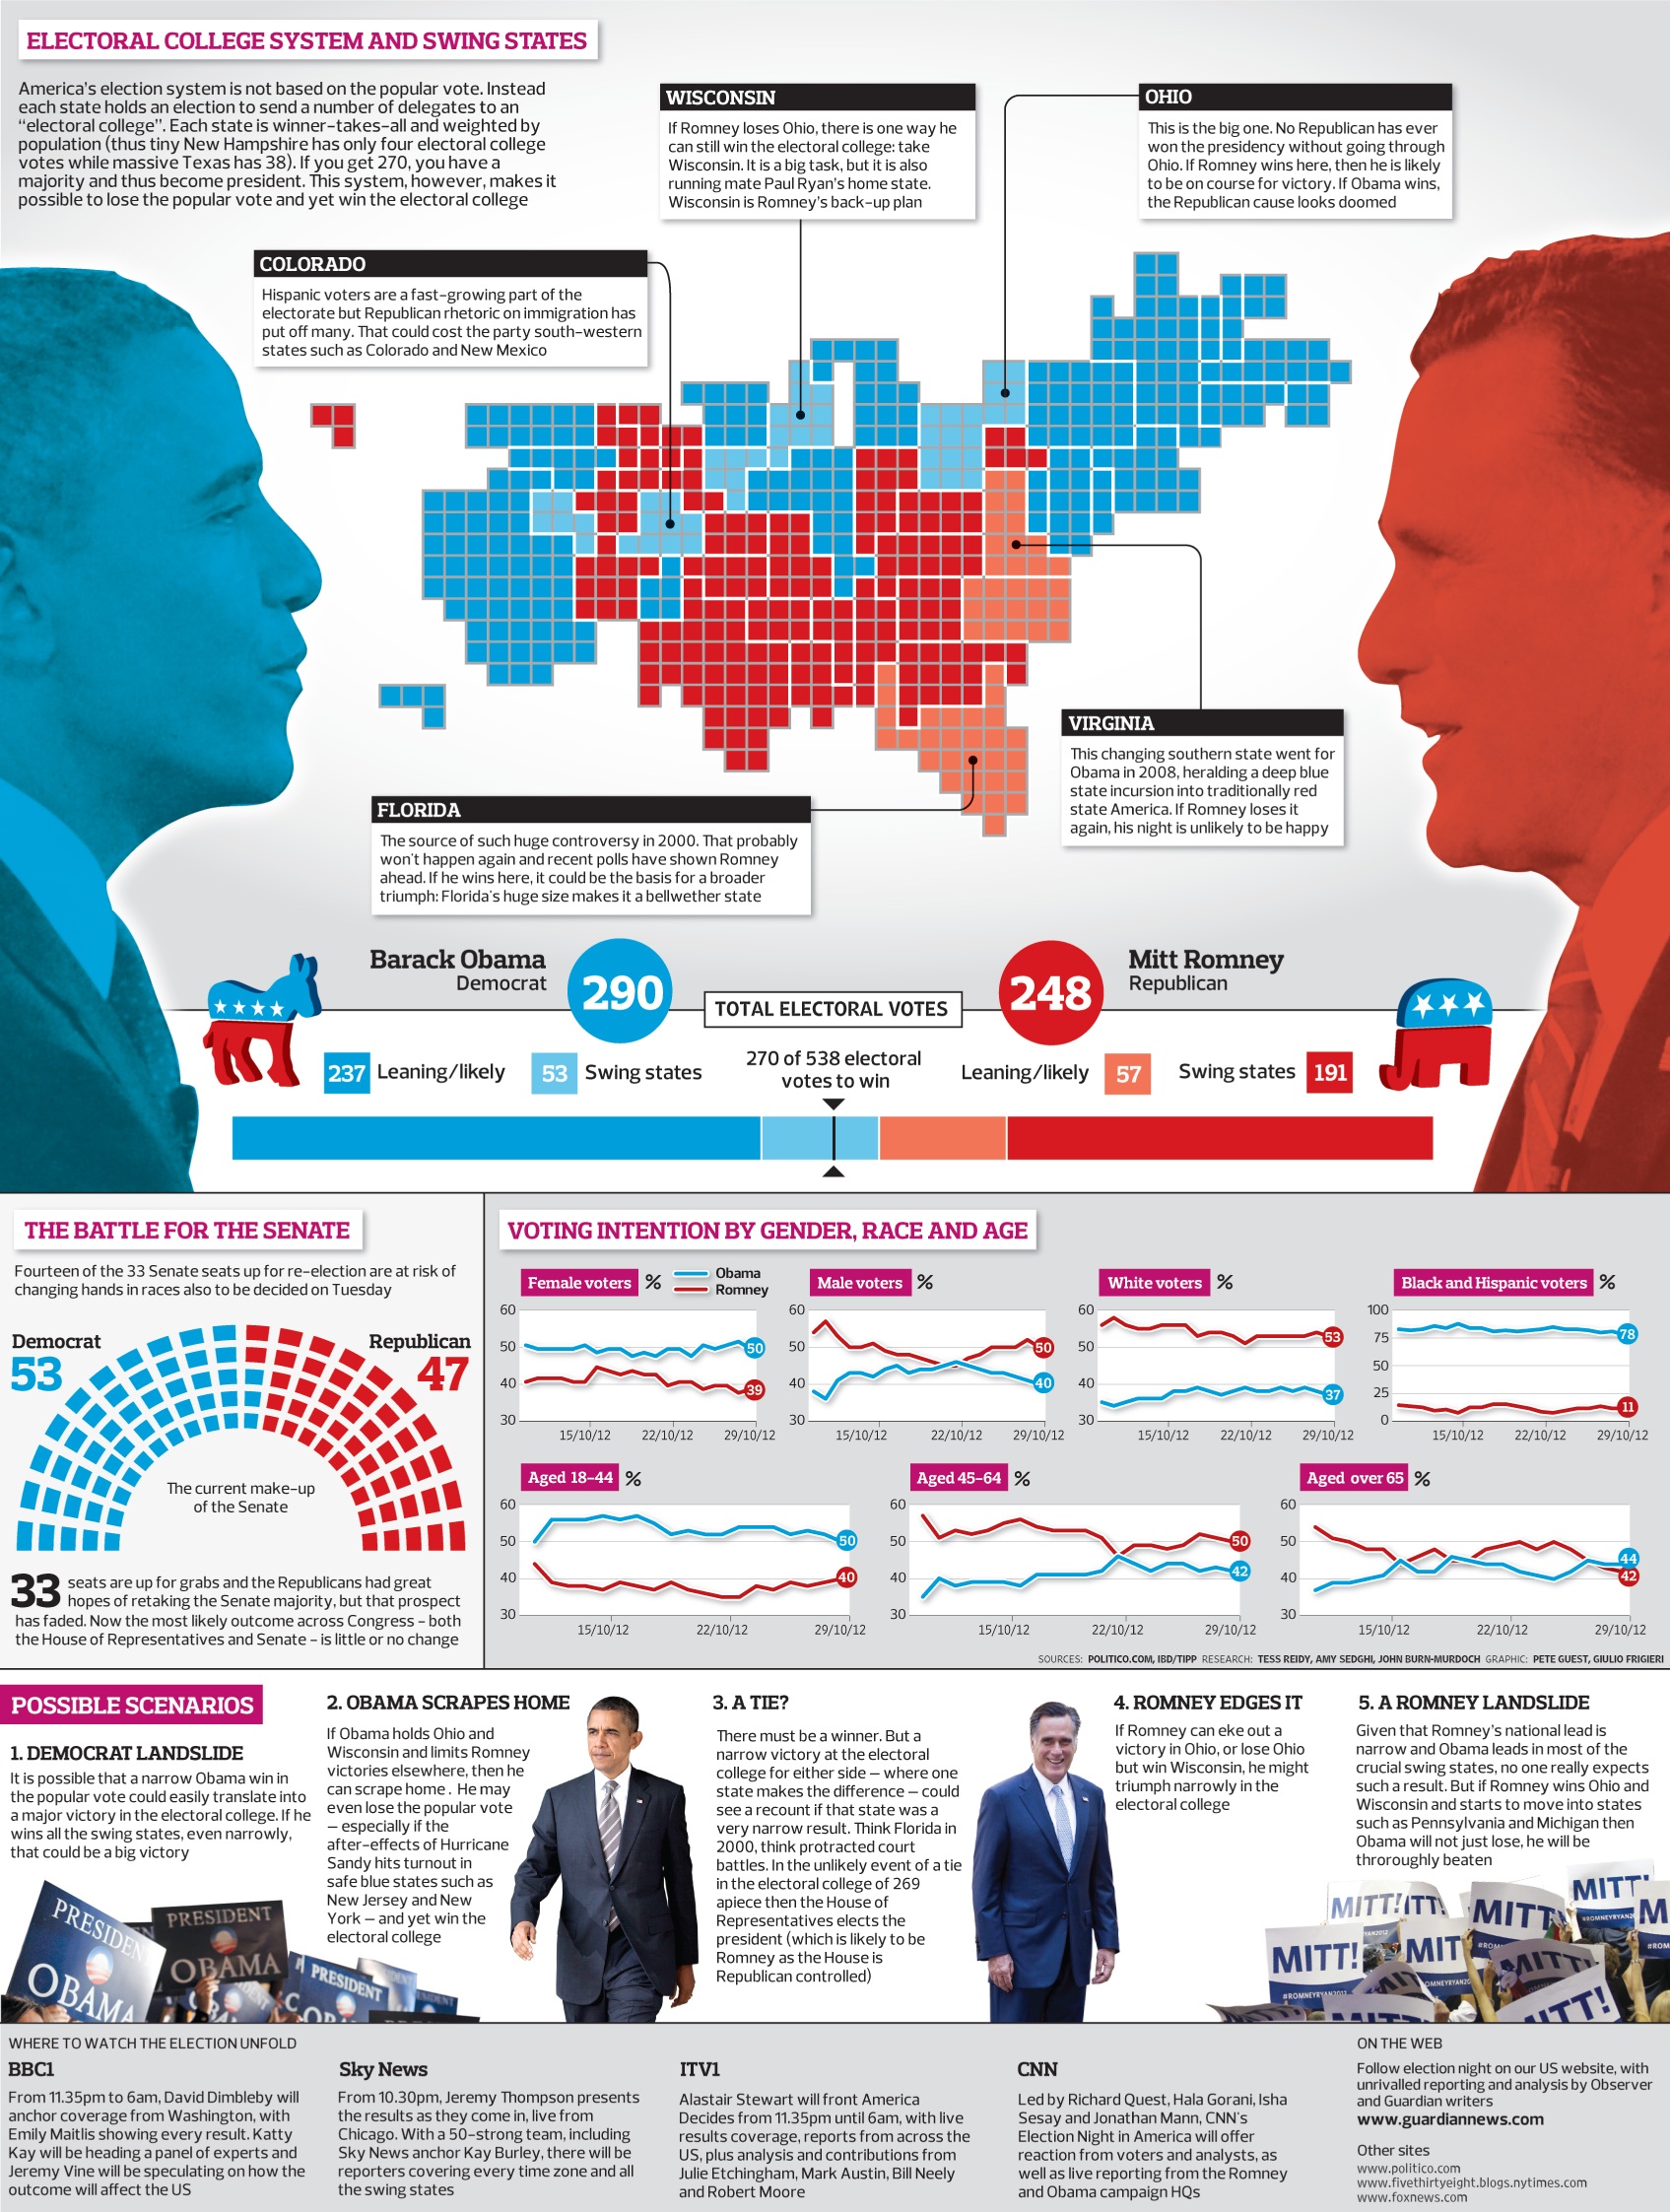 ELECTORAL COLLEGE SYSTEM AND SWING STATES
America's election system is not based on the popular vote. Instead
each state holds an election to send a number of delegates to an
“electoral college”. Each state is winner-takes-all and weighted by
population (thus tiny New Hampshire has only four electoral college
votes while massive Texas has 38). If you get 270, you have a
majority and thus become president. This system, however, makes it
possible to lose the popular vote and yet win the electoral college
WISCONSIN
If Romney loses Ohio, there is one way he
can still win the electoral college: take
Wisconsin. It is a big task, but it is also
running mate Paul Ryan's home state.
Wisconsin is Romney's back-up plan
OHIO
This is the big one. No Republican has ever
won the presidency without going through
Ohio. If Romney wins here, then he is likely
to be on course for victory. If Obama wins,
the Republican cause looks doomed
COLORADO
Hispanic voters are a fast-growing part of the
electorate but Republican rhetoric on immigration has
put off many. That could cost the party south-western
states such as Colorado and New Mexico
VIRGINIA
This changing southern state went for
Obama in 2008, heralding a deep blue
state incursion into traditionally red
state America. If Romney loses it
again, his night is unlikely to be happy
FLORIDA
The source of such huge controversy in 2000. That probably
won't happen again and recent polls have shown Romney
ahead. If he wins here, it could be the basis for a broader
triumph: Florida's huge size makes it a bellwether state
Barack Obama
Democrat
290
TOTAL ELECTORAL VOTES
248
Mitt Romney
Republican
237 Leaning/likely
53 Swing states
270 of 538 electoral
votes to win
Leaning/likely 57
Swing states 191
THE BATTLE FOR THE SENATE
Fourteen of the 33 Senate seats up for re-election are at risk of
changing hands in races also to be decided on Tuesday
Democrat
53
Republican
47
The current make-up
of the Senate
33 seats are up for grabs and the Republicans had great
hopes of retaking the Senate majority, but that prospect
has faded. Now the most likely outcome across Congress – both
the House of Representatives and Senate – is little or no change
VOTING INTENTION BY GENDER, RACE AND AGE
Female voters %
Obama
Romney
60
50
40
30
50
39
15/10/12 22/10/12 29/10/12
Male voters %
60
50
40
30
50
40
15/10/12 22/10/12 29/10/12
White voters %
60
50
40
30
53
37
15/10/12 22/10/12 29/10/12
Black and Hispanic voters %
100
75
50
25
0
78
11
15/10/12 22/10/12 29/10/12
Aged 18-44 %
60
50
40
30
50
40
15/10/12 22/10/12 29/10/12
Aged 45-64 %
60
50
40
30
50
42
15/10/12 22/10/12 29/10/12
Aged over 65 %
60
50
40
30
44
42
15/10/12 22/10/12 29/10/12
SOURCES: POLITICO.COM, IBD/TIPP RESEARCH: TESS REIDY, AMY SEDGHI, JOHN BURN-MURDOCH GRAPHIC: PETE GUEST, GIULIO FRIGIERI
POSSIBLE SCENARIOS
1. DEMOCRAT LANDSLIDE
It is possible that a narrow Obama win in
the popular vote could easily translate into
a major victory in the electoral college. If he
wins all the swing states, even narrowly,
that could be a big victory
2. OBAMA SCRAPES HOME
If Obama holds Ohio and
Wisconsin and limits Romney
victories elsewhere, then he
can scrape home . He may
even lose the popular vote
– especially if the
after-effects of Hurricane
Sandy hits turnout in
safe blue states such as
New Jersey and New
York – and yet win the
electoral college
3. A TIE?
There must be a winner. But a
narrow victory at the electoral
college for either side – where one
state makes the difference – could
see a recount if that state was a
very narrow result. Think Florida in
2000, think protracted court
battles. In the unlikely event of a tie
in the electoral college of 269
apiece then the House of
Representatives elects the
president (which is likely to be
Romney as the House is
Republican controlled)
4. ROMNEY EDGES IT
If Romney can eke out a
victory in Ohio, or lose Ohio
but win Wisconsin, he might
triumph narrowly in the
electoral college
5. A ROMNEY LANDSLIDE
Given that Romney's national lead is
narrow and Obama leads in most of the
crucial swing states, no one really expects
such a result. But if Romney wins Ohio and
Wisconsin and starts to move into states
such as Pennsylvania and Michigan then
Obama will not just lose, he will be
throroughly beaten
PRESIDENT
OBAMA
PRESIDENT
OBAMA
PRESIDENT
MITT!
MITT!
MITT!
MITT!
WHERE TO WATCH THE ELECTION UNFOLD
BBC1
From 11.35pm to 6am, David Dimbleby will
anchor coverage from Washington, with
Emily Maitlis showing every result. Katty
Kay will be heading a panel of experts and
Jeremy Vine will be speculating on how the
outcome will affect the US
Sky News
From 10.30pm, Jeremy Thompson presents
the results as they come in, live from
Chicago. With a 50-strong team, including
Sky News anchor Kay Burley, there will be
reporters covering every time zone and all
the swing states
ITV1
Alastair Stewart will front America
Decides from 11.35pm until 6am, with live
results coverage, reports from across the
US, plus analysis and contributions from
Julie Etchingham, Mark Austin, Bill Neely
and Robert Moore
CNN
Led by Richard Quest, Hala Gorani, Isha
Sesay and Jonathan Mann, CNN's
Election Night in America will offer
reaction from voters and analysts, as
well as live reporting from the Romney
and Obama campaign HQs
ON THE WEB
Follow election night on our US website, with
unrivalled reporting and analysis by Observer
and Guardian writers
www.guardiannews.com
Other sites
www.politico.com
www.fivethirtyeight.blogs.nytimes.com
www.foxnews.com